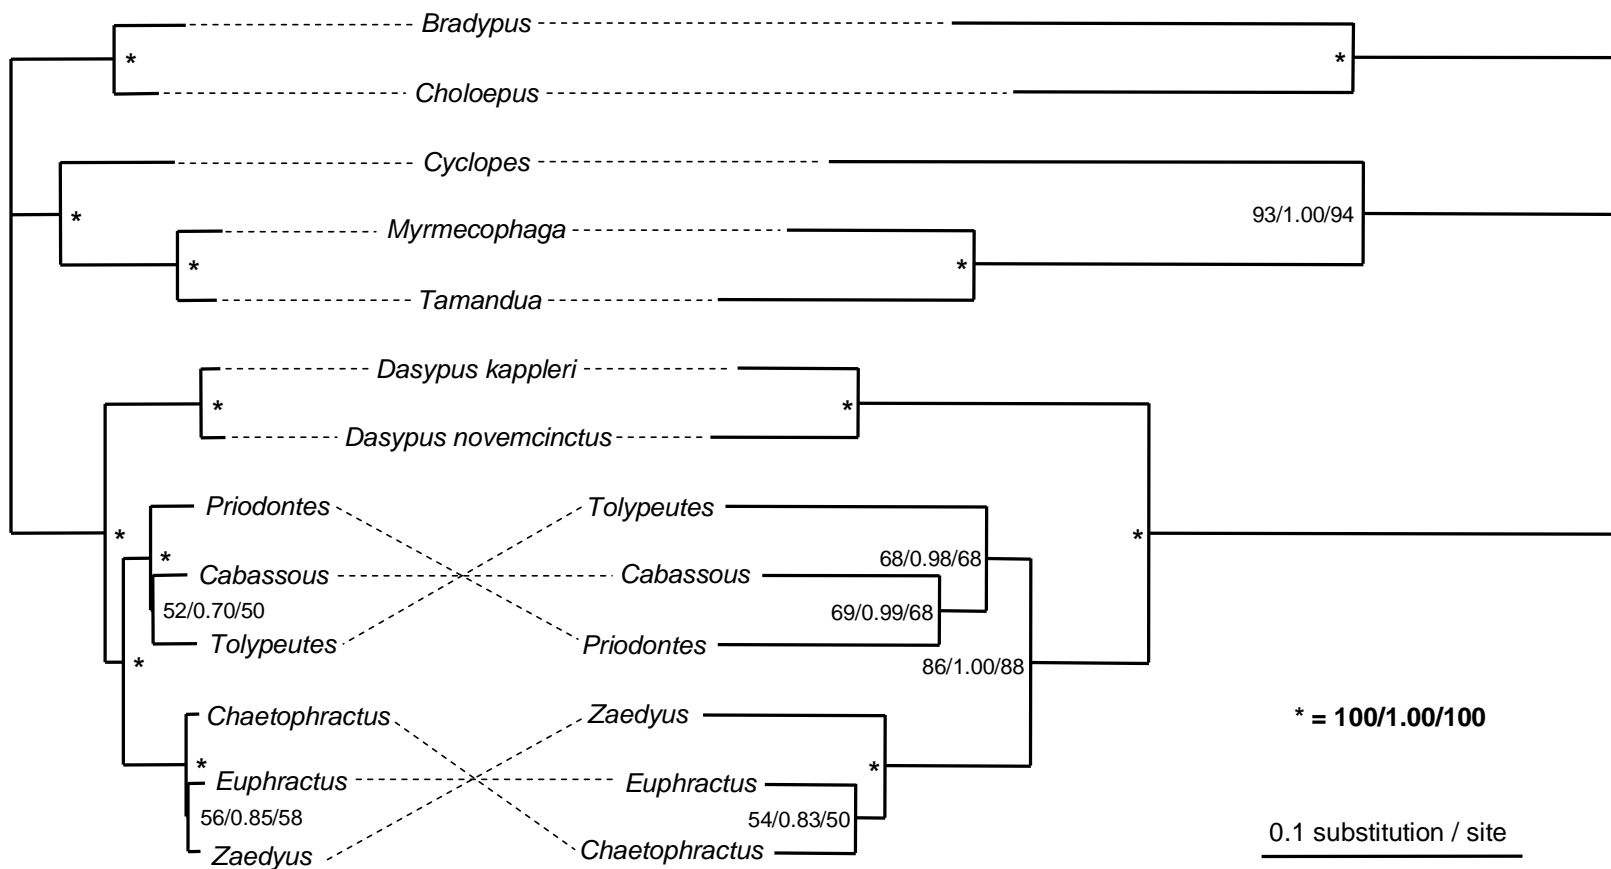 Bradypus
*
*
Choloepus
Cyclopes
*
93/1.00/94
Myrmecophaga
*
*
Tamandua
Dasypus kappleri
*
*
Dasypus novemcinctus
Priodontes
Tolypeutes
*
*
*
68/0.98/68
Cabassous
Cabassous
52/0.70/50
69/0.99/68
Tolypeutes
Priodontes
*
86/1.00/88
Chaetophractus
Zaedyus
* = 100/1.00/100
*
*
Euphractus
Euphractus
56/0.85/58
54/0.83/50
Zaedyus
Chaetophractus
0.1 substitution / site